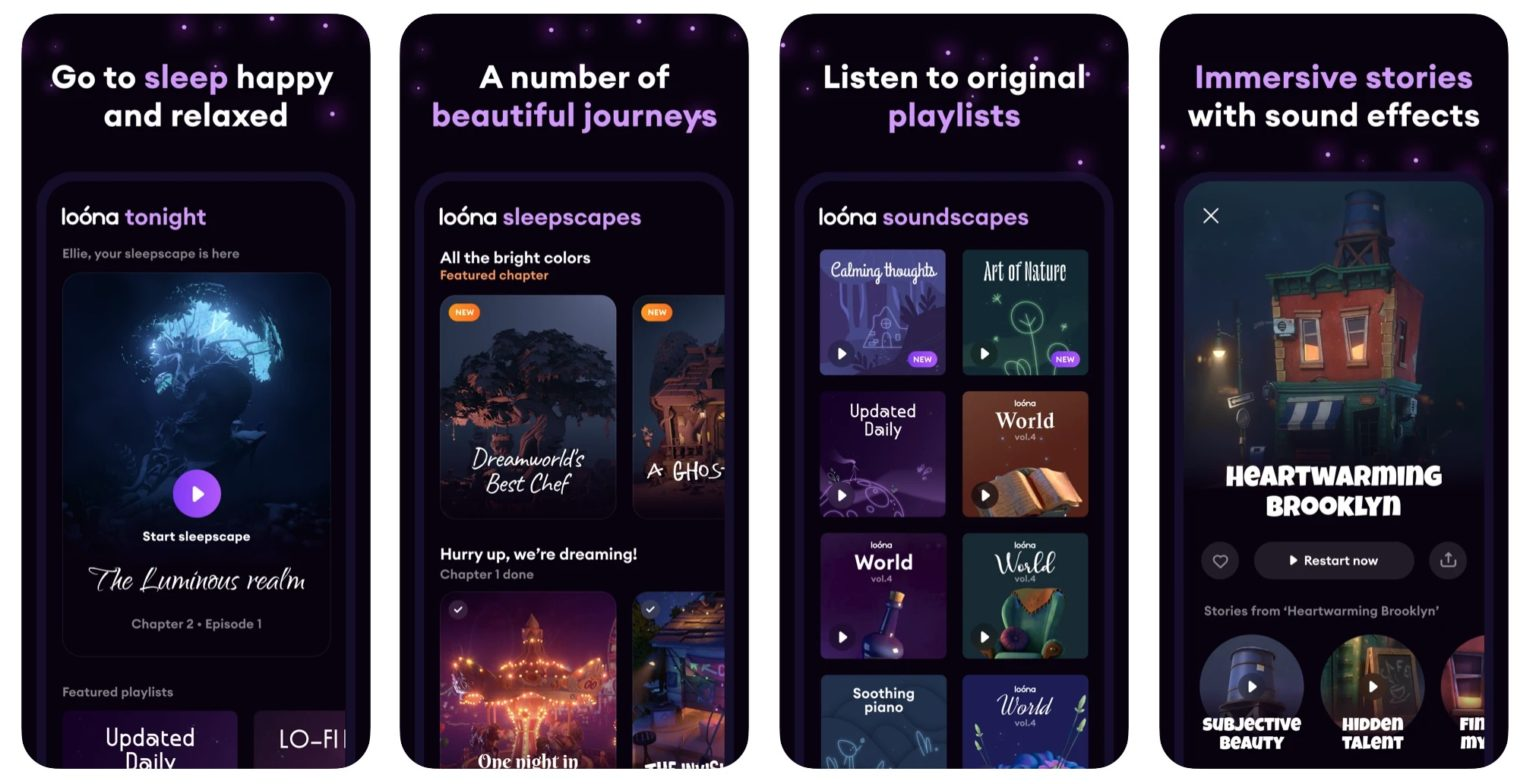 Go to sleep happy
and relaxed
loóna tonight
Ellie, your sleepscape is here
Start sleepscape
The Luminous realm
Chapter 2 • Episode 1
Featured playlists
Updated
Daily
LO-FI
A number of
beautiful journeys
loóna sleepscapes
All the bright colors
Featured chapter
NEW
NEW
Dreamworld's
Best Chef
A GHOS
Hurry up, we're dreaming!
Chapter 1 done
One night in
THE INVIS
Listen to original
playlists
loóna soundscapes
Calming thoughts
NEW
Art of Nature
NEW
Updated
Daily
loóna
World
vol.4
loóna
World
vol.4
loóna
World
vol.4
Soothing
piano
loóna
World
vol.4
Immersive stories
with sound effects
HEARTWARMING
BROOKLYN
Restart now
Stories from ‘Heartwarming Brooklyn’
SUBJECTIVE
BEAUTY
HIDDEN
TALENT
FIN
MY